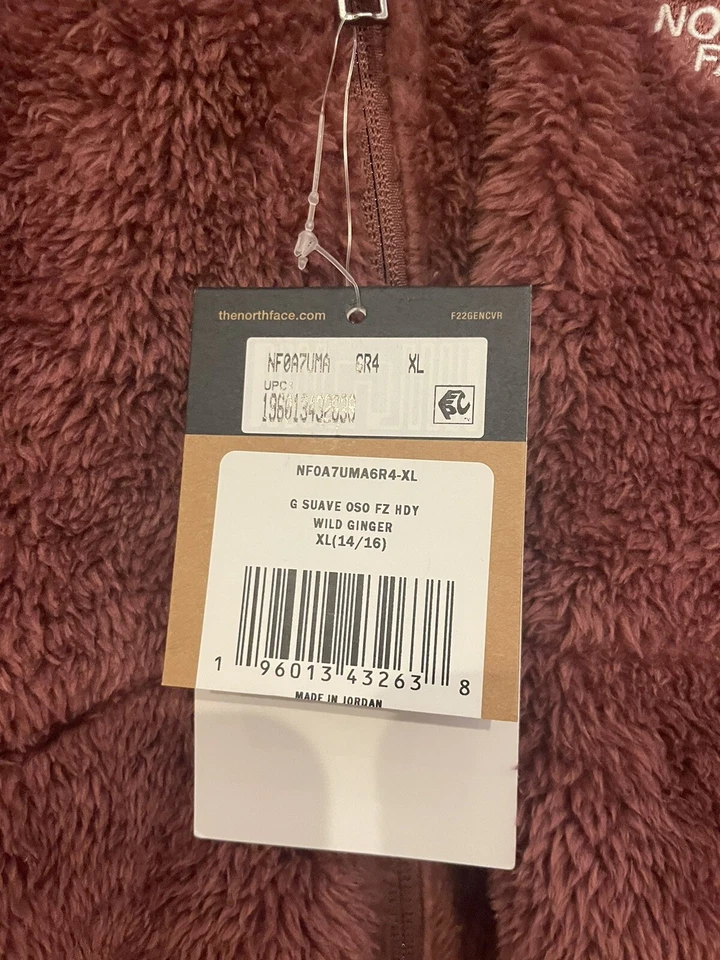 NO
F
thenorthface.com
F22GENCVR
NF0A7UMA 6R4 XL
UPC:
NF0A7UMA6R4-XL
G SUAVE OSO FZ HDY
WILD GINGER
XL(14/16)
1 96013 43263 8
MADE IN JORDAN